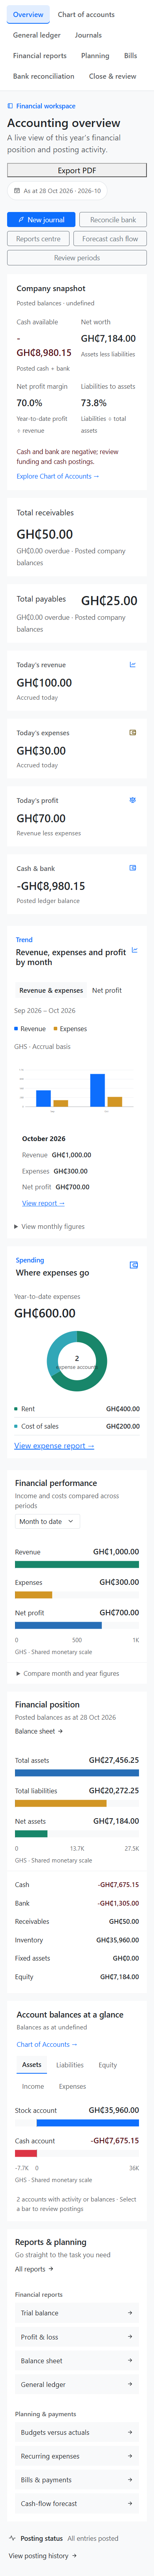 Overview Chart of accounts
General ledger Journals
Financial reports Planning Bills
Bank reconciliation Close & review
Financial workspace
Accounting overview
A live view of this year's financial
position and posting activity.
Export PDF
As at 28 Oct 2026 · 2026-10
New journal Reconcile bank
Reports centre Forecast cash flow
Review periods
Company snapshot
Posted balances · undefined
Cash available Net worth
-
GH₵8,980.15
GH₵7,184.00
Assets less liabilities
Posted cash + bank
Net profit margin Liabilities to assets
70.0% 73.8%
Year-to-date profit
÷ revenue
Liabilities ÷ total
assets
Cash and bank are negative; review
funding and cash postings.
Explore Chart of Accounts →
Total receivables
GH₵50.00
GH₵0.00 overdue · Posted company
balances
Total payables GH₵25.00
GH₵0.00 overdue · Posted company
balances
Today's revenue
GH₵100.00
Accrued today
Today's expenses
GH₵30.00
Accrued today
Today's profit
GH₵70.00
Revenue less expenses
Cash & bank
-GH₵8,980.15
Posted ledger balance
Trend
Revenue, expenses and profit
by month
Revenue & expenses Net profit
Sep 2026 – Oct 2026
Revenue Expenses
GHS · Accrual basis
October 2026
Revenue GH₵1,000.00
Expenses GH₵300.00
Net profit GH₵700.00
View report →
View monthly figures
Spending
Where expenses go
Year-to-date expenses
GH₵600.00
2
expense accounts
Rent GH₵400.00
Cost of sales GH₵200.00
View expense report →
Financial performance
Income and costs compared across
periods
Month to date
Revenue GH₵1,000.00
Expenses GH₵300.00
Net profit GH₵700.00
0 500 1K
GHS · Shared monetary scale
Compare month and year figures
Financial position
Posted balances as at 28 Oct 2026
Balance sheet →
Total assets GH₵27,456.25
Total liabilities GH₵20,272.25
Net assets GH₵7,184.00
0 13.7K 27.5K
GHS · Shared monetary scale
Cash -GH₵7,675.15
Bank -GH₵1,305.00
Receivables GH₵50.00
Inventory GH₵35,960.00
Fixed assets GH₵0.00
Equity GH₵7,184.00
Account balances at a glance
Balances as at undefined
Chart of Accounts →
Assets Liabilities Equity
Income Expenses
Stock account GH₵35,960.00
Cash account -GH₵7,675.15
-7.7K 0 36K
GHS · Shared monetary scale
2 accounts with activity or balances · Select
a bar to review postings
Reports & planning
Go straight to the task you need
All reports →
Financial reports
Trial balance →
Profit & loss →
Balance sheet →
General ledger →
Planning & payments
Budgets versus actuals →
Recurring expenses →
Bills & payments →
Cash-flow forecast →
Posting status All entries posted
View posting history →